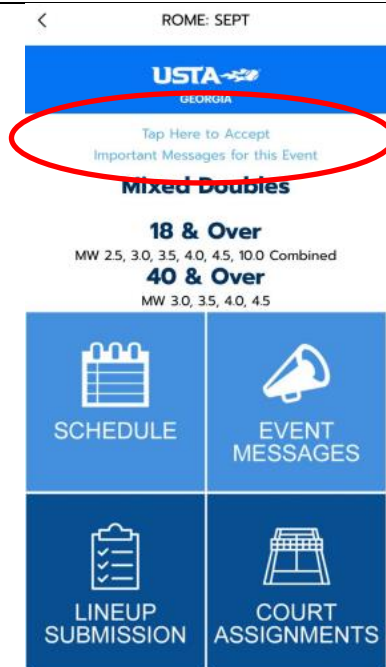 ROME: SEPT
USTA
GEORGIA
Tap Here to Accept
Important Messages for this Event
Mixed Doubles
18 & Over
MW 2.5, 3.0, 3.5, 4.0, 4.5, 10.0 Combined
40 & Over
MW 3.0, 3.5, 4.0, 4.5
SCHEDULE
EVENT
MESSAGES
LINEUP
SUBMISSION
COURT
ASSIGNMENTS